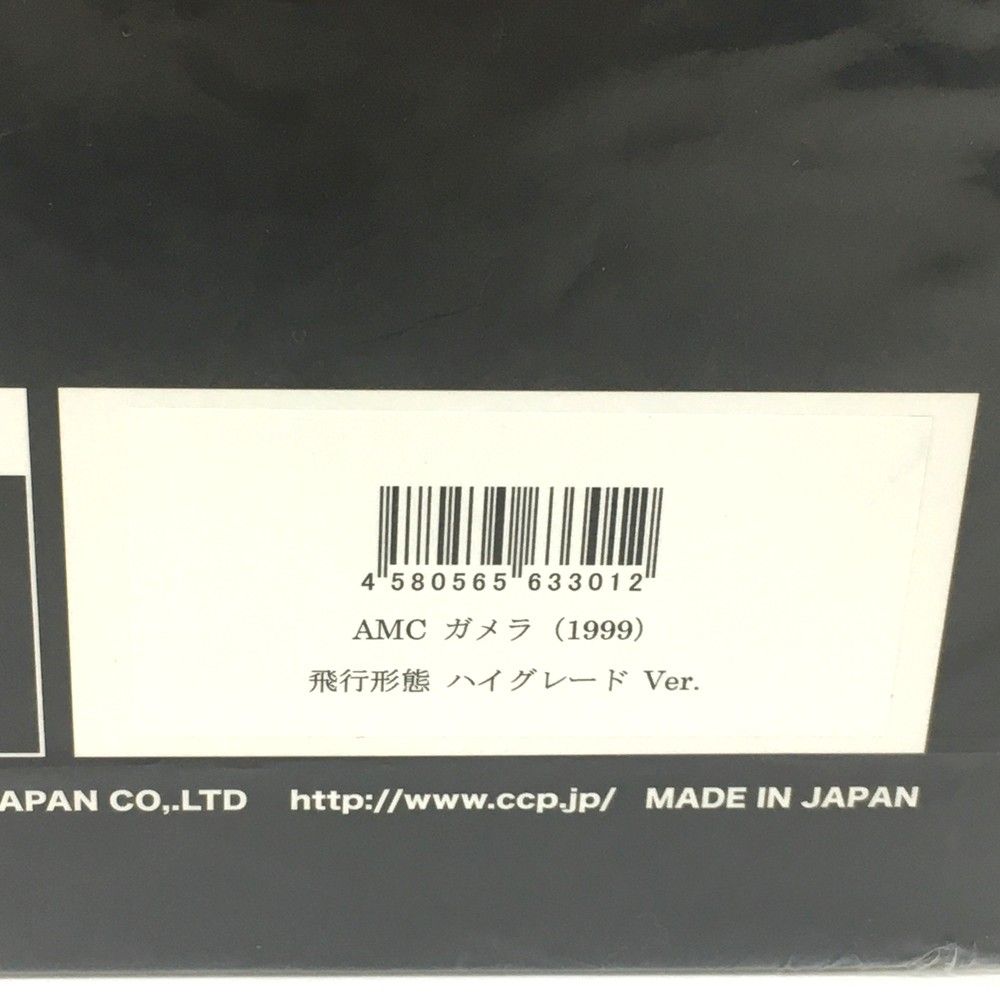 4 580565 633012
AMC ガメラ（1999）
飛行形態 ハイグレード Ver.
APAN CO,.LTD http://www.ccp.jp/ MADE IN JAPAN